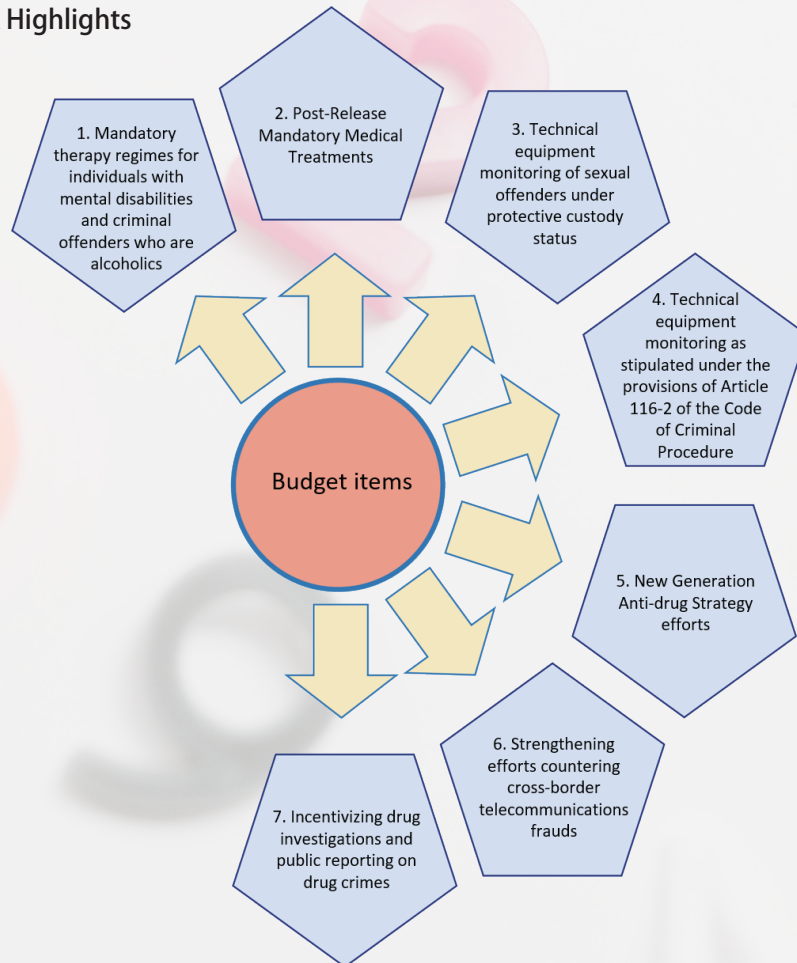 Highlights
1. Mandatory
therapy regimes for
individuals with
mental disabilities
and criminal
offenders who are
alcoholics
2. Post-Release
Mandatory Medical
Treatments
3. Technical
equipment
monitoring of sexual
offenders under
protective custody
status
4. Technical
equipment
monitoring as
stipulated under the
provisions of Article
116-2 of the Code
of Criminal
Procedure
Budget items
5. New Generation
Anti-drug Strategy
efforts
6. Strengthening
efforts countering
cross-border
telecommunications
frauds
7. Incentivizing drug
investigations and
public reporting on
drug crimes